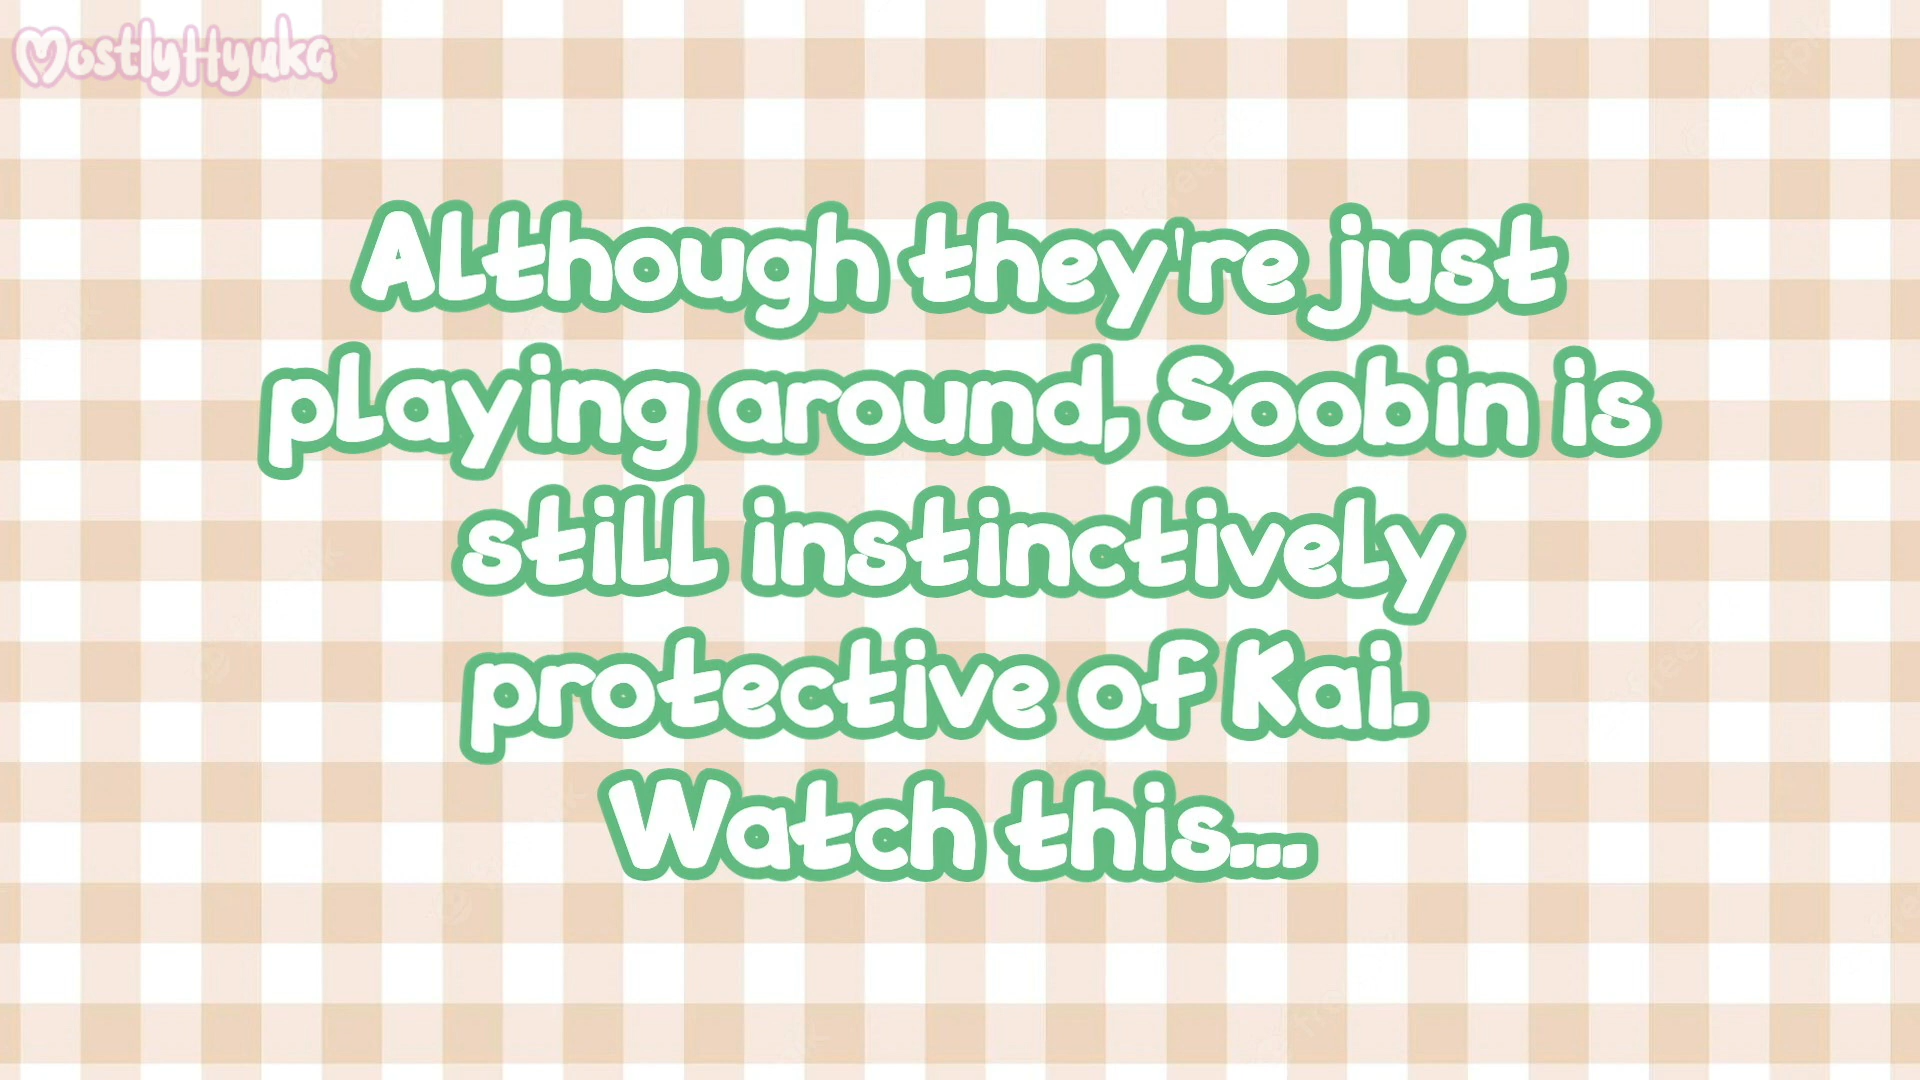 MostlyHyuka
Although they're just
playing around, Soobin is
still instinctively
protective of Kai.
Watch this...